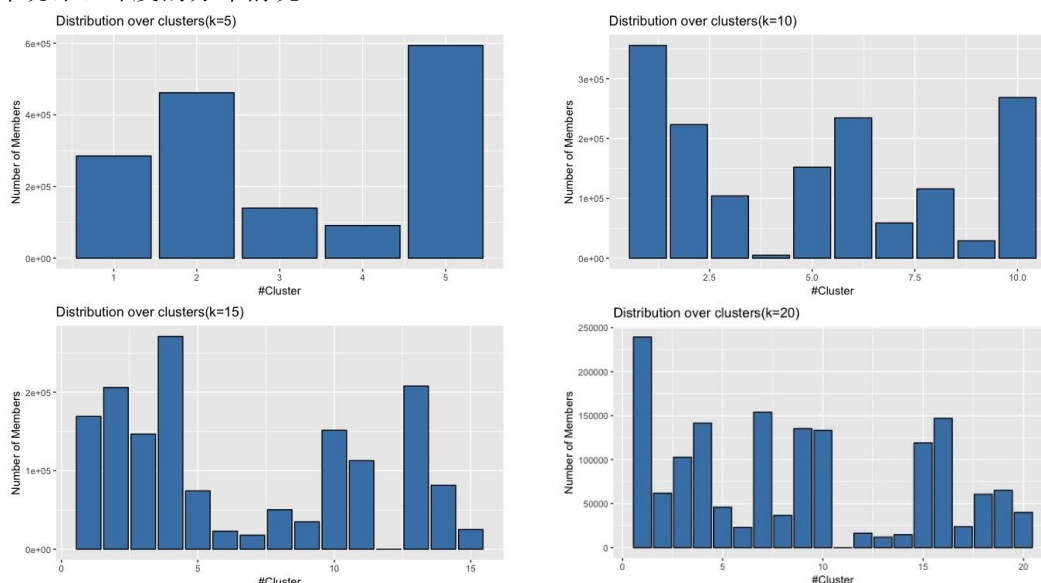 Distribution over clusters(k=5)
6e+05
4e+05
2e+05
0e+00
Number of Members
1 2 3 4 5
#Cluster
Distribution over clusters(k=10)
3e+05
2e+05
1e+05
0e+00
Number of Members
2.5 5.0 7.5 10.0
#Cluster
Distribution over clusters(k=15)
2e+05
1e+05
0e+00
Number of Members
0 5 10 15
#Cluster
Distribution over clusters(k=20)
250000
200000
150000
100000
50000
0
Number of Members
0 5 10 15 20
#Cluster